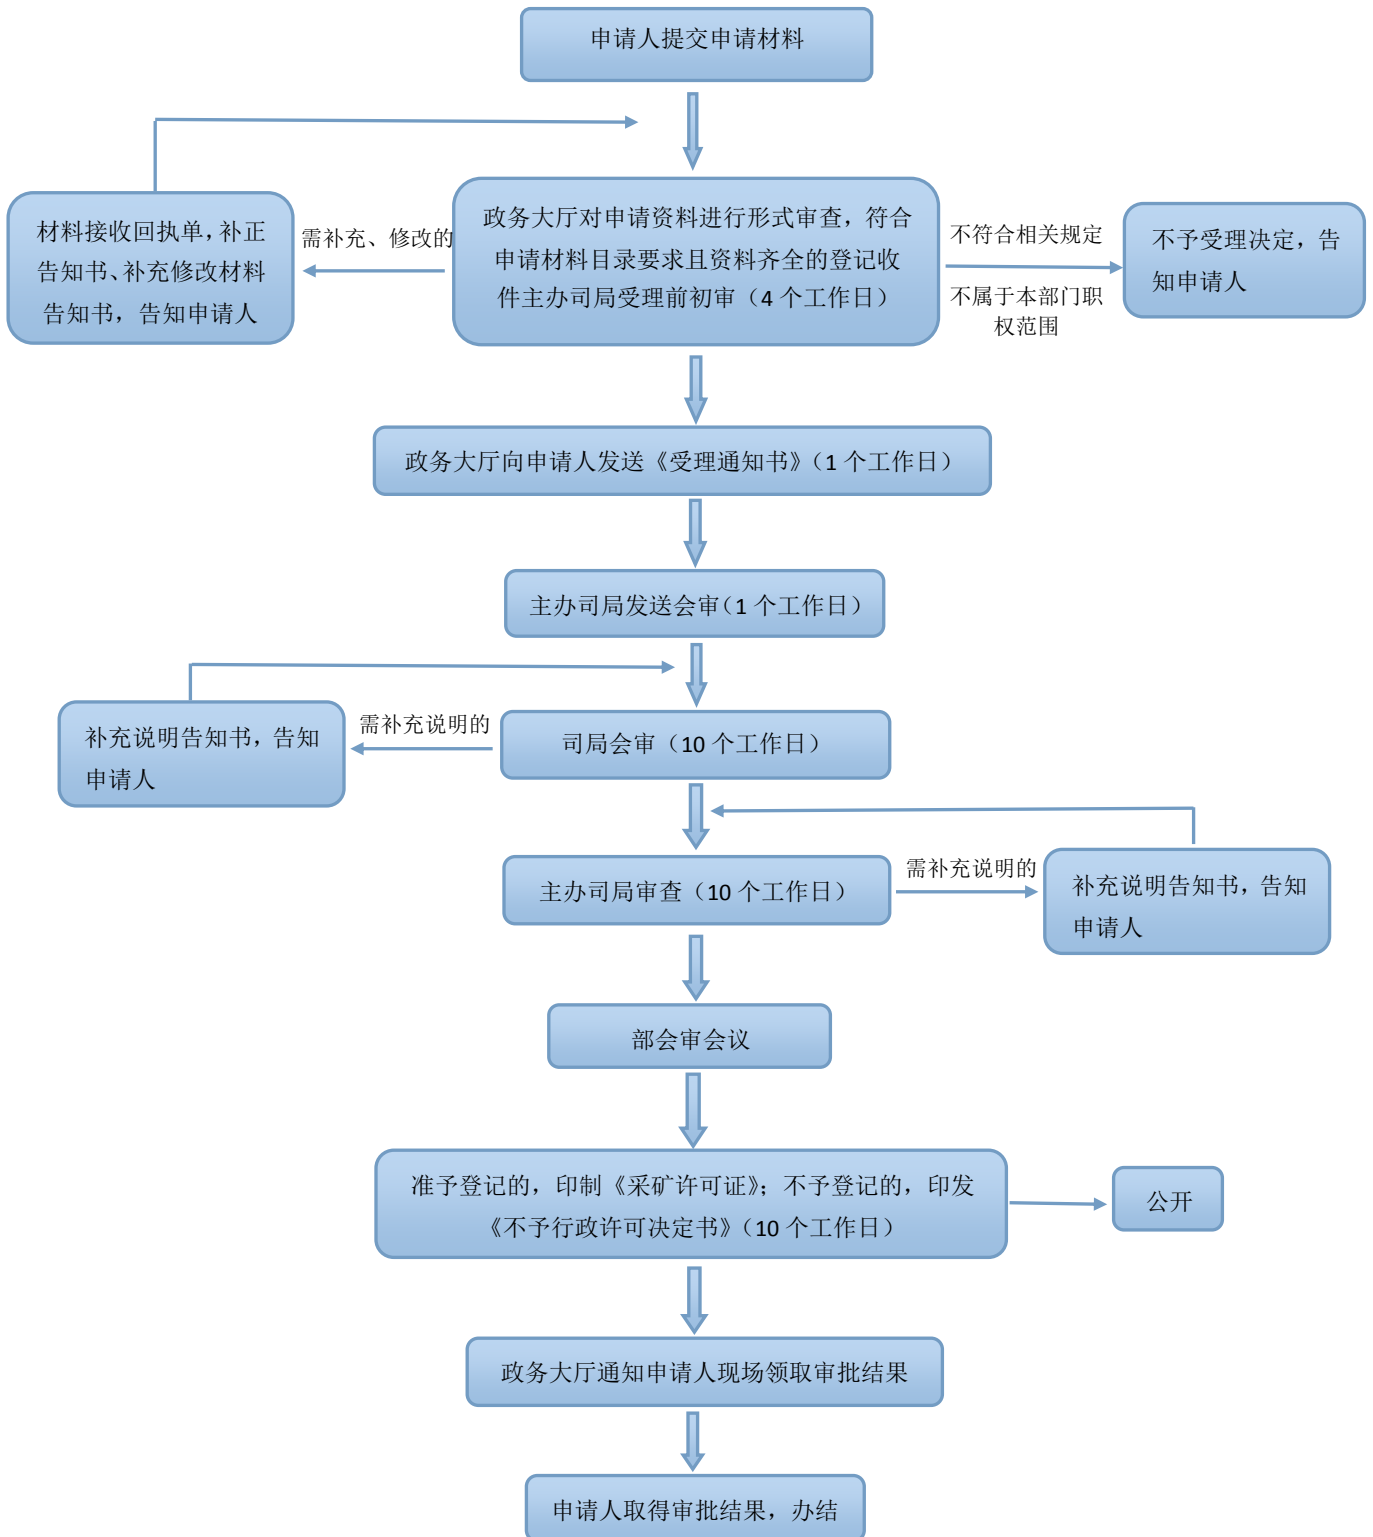 申请人提交申请材料
材料接收回执单，补正
告知书、补充修改材料
告知书，告知申请人
需补充、修改的
政务大厅对申请资料进行形式审查，符合
申请材料目录要求且资料齐全的登记收
件主办司局受理前初审（4 个工作日）
不符合相关规定
不属于本部门职
权范围
不予受理决定，告
知申请人
政务大厅向申请人发送《受理通知书》（1 个工作日）
主办司局发送会审（1 个工作日）
补充说明告知书，告知
申请人
需补充说明的
司局会审（10 个工作日）
主办司局审查（10 个工作日）
需补充说明的
补充说明告知书，告知
申请人
部会审会议
准予登记的，印制《采矿许可证》；不予登记的，印发
《不予行政许可决定书》（10 个工作日）
公开
政务大厅通知申请人现场领取审批结果
申请人取得审批结果，办结